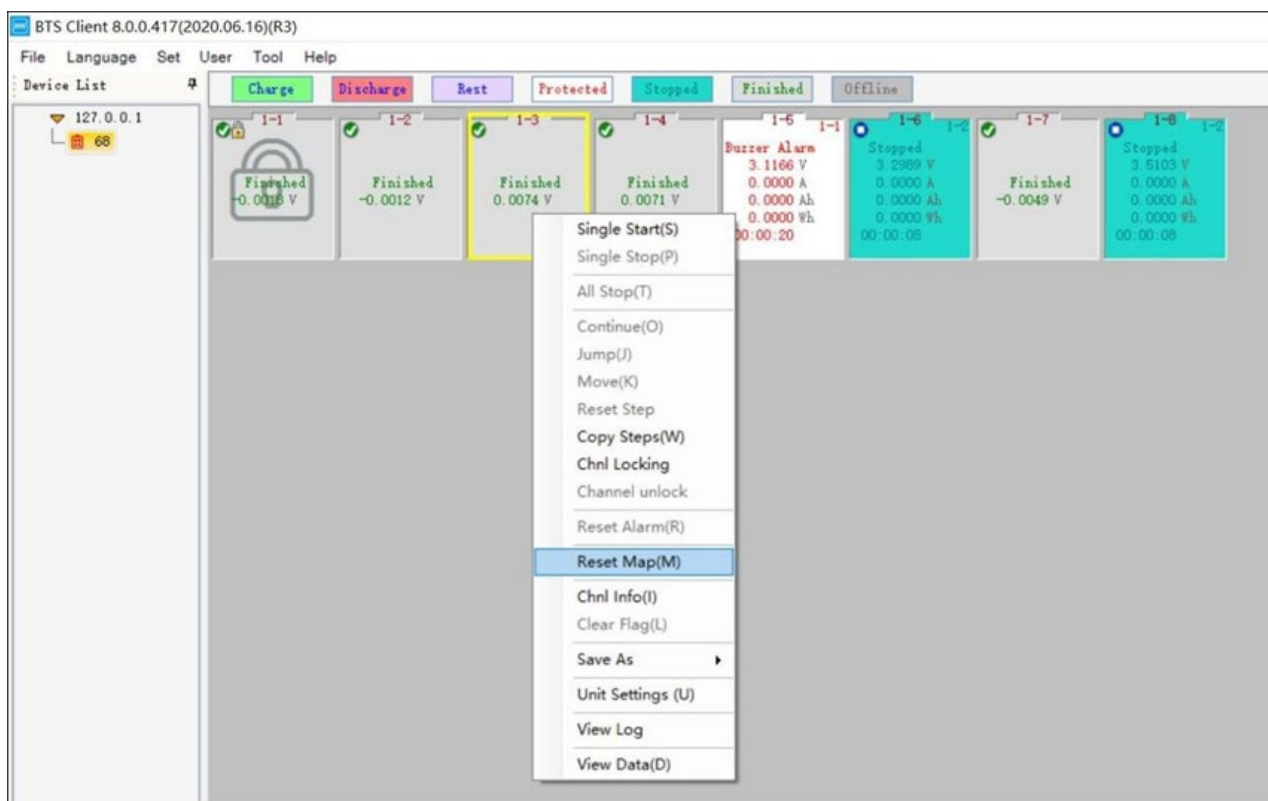 BTS Client 8.0.0.417(2020.06.16)(R3)
File Language Set User Tool Help
Device List
Charge Discharge Rest Protected Stopped Finished Offline
127.0.0.1
68
1-1
Finished
-0.0018 V
1-2
Finished
-0.0012 V
1-3
Finished
0.0074 V
1-4
Finished
0.0071 V
1-5
1-1
Buzzer Alarm
3.1166 V
0.0000 A
0.0000 Ah
0.0000 Wh
00:00:20
1-6
1-2
Stopped
3.2989 V
0.0000 A
0.0000 Ah
0.0000 Wh
00:00:08
1-7
Finished
-0.0049 V
1-8
1-2
Stopped
3.5103 V
0.0000 A
0.0000 Ah
0.0000 Wh
00:00:08
Single Start(S)
Single Stop(P)
All Stop(T)
Continue(O)
Jump(J)
Move(K)
Reset Step
Copy Steps(W)
Chnl Locking
Channel unlock
Reset Alarm(R)
Reset Map(M)
Chnl Info(I)
Clear Flag(L)
Save As
Unit Settings (U)
View Log
View Data(D)